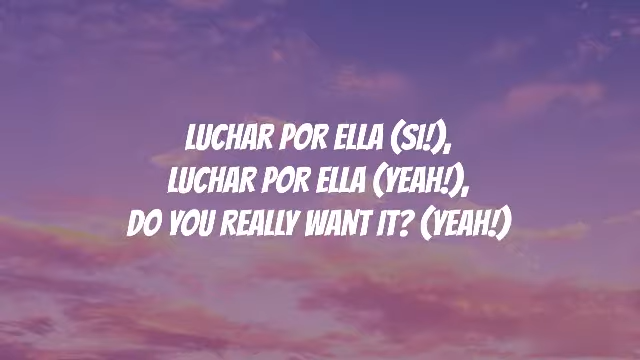 LUCHAR POR ELLA (SI!),
LUCHAR POR ELLA (YEAH!),
DO YOU REALLY WANT IT? (YEAH!)